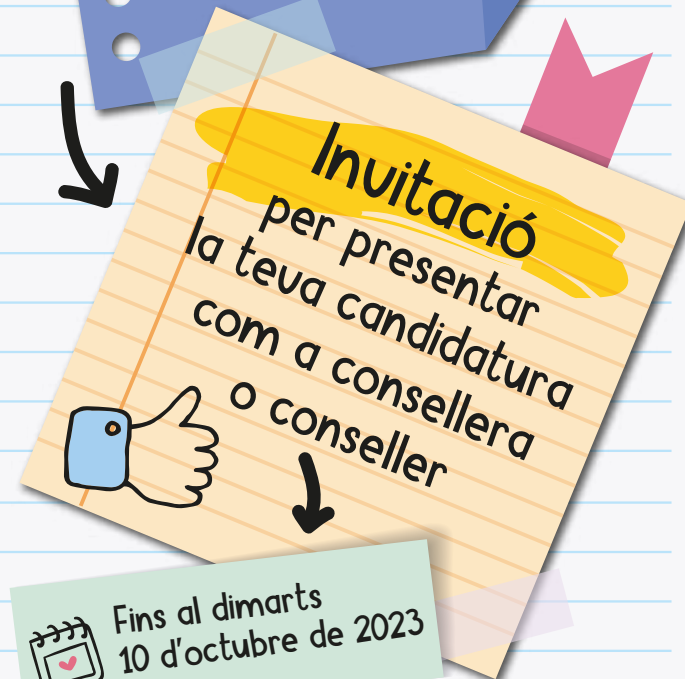 Invitació
per presentar
la teva candidatura
com a consellera
o conseller
Fins al dimarts
10 d'octubre de 2023